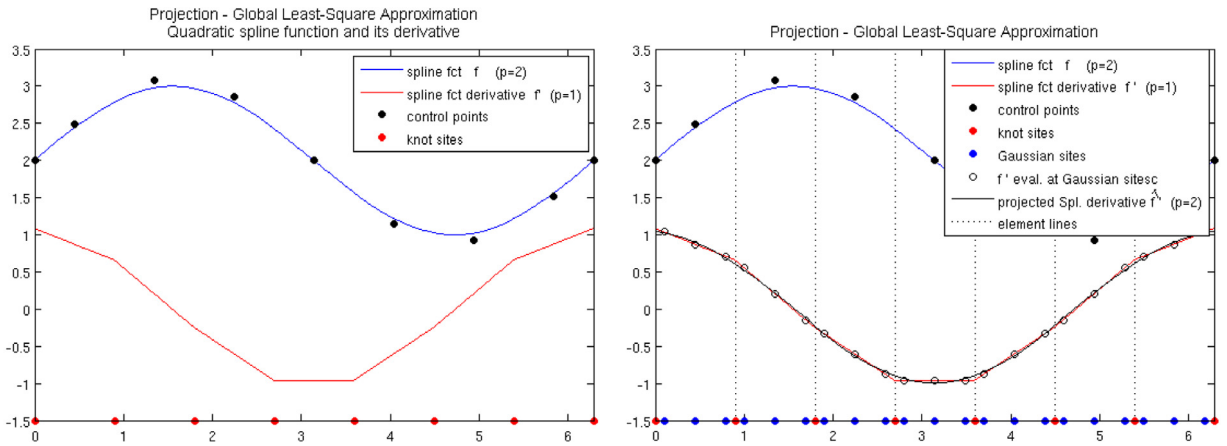 Projection - Global Least-Square Approximation
Quadratic spline function and its derivative
3.5
3
2.5
2
1.5
1
0.5
0
-0.5
-1
-1.5
0 1 2 3 4 5 6
spline fct f (p=2)
spline fct derivative f' (p=1)
control points
knot sites
Projection - Global Least-Square Approximation
3.5
3
2.5
2
1.5
1
0.5
0
-0.5
-1
-1.5
0 1 2 3 4 5 6
spline fct f (p=2)
spline fct derivative f ' (p=1)
control points
knot sites
Gaussian sites
f ' eval. at Gaussian sitesc
projected Spl. derivative f̂ ' (p=2)
element lines